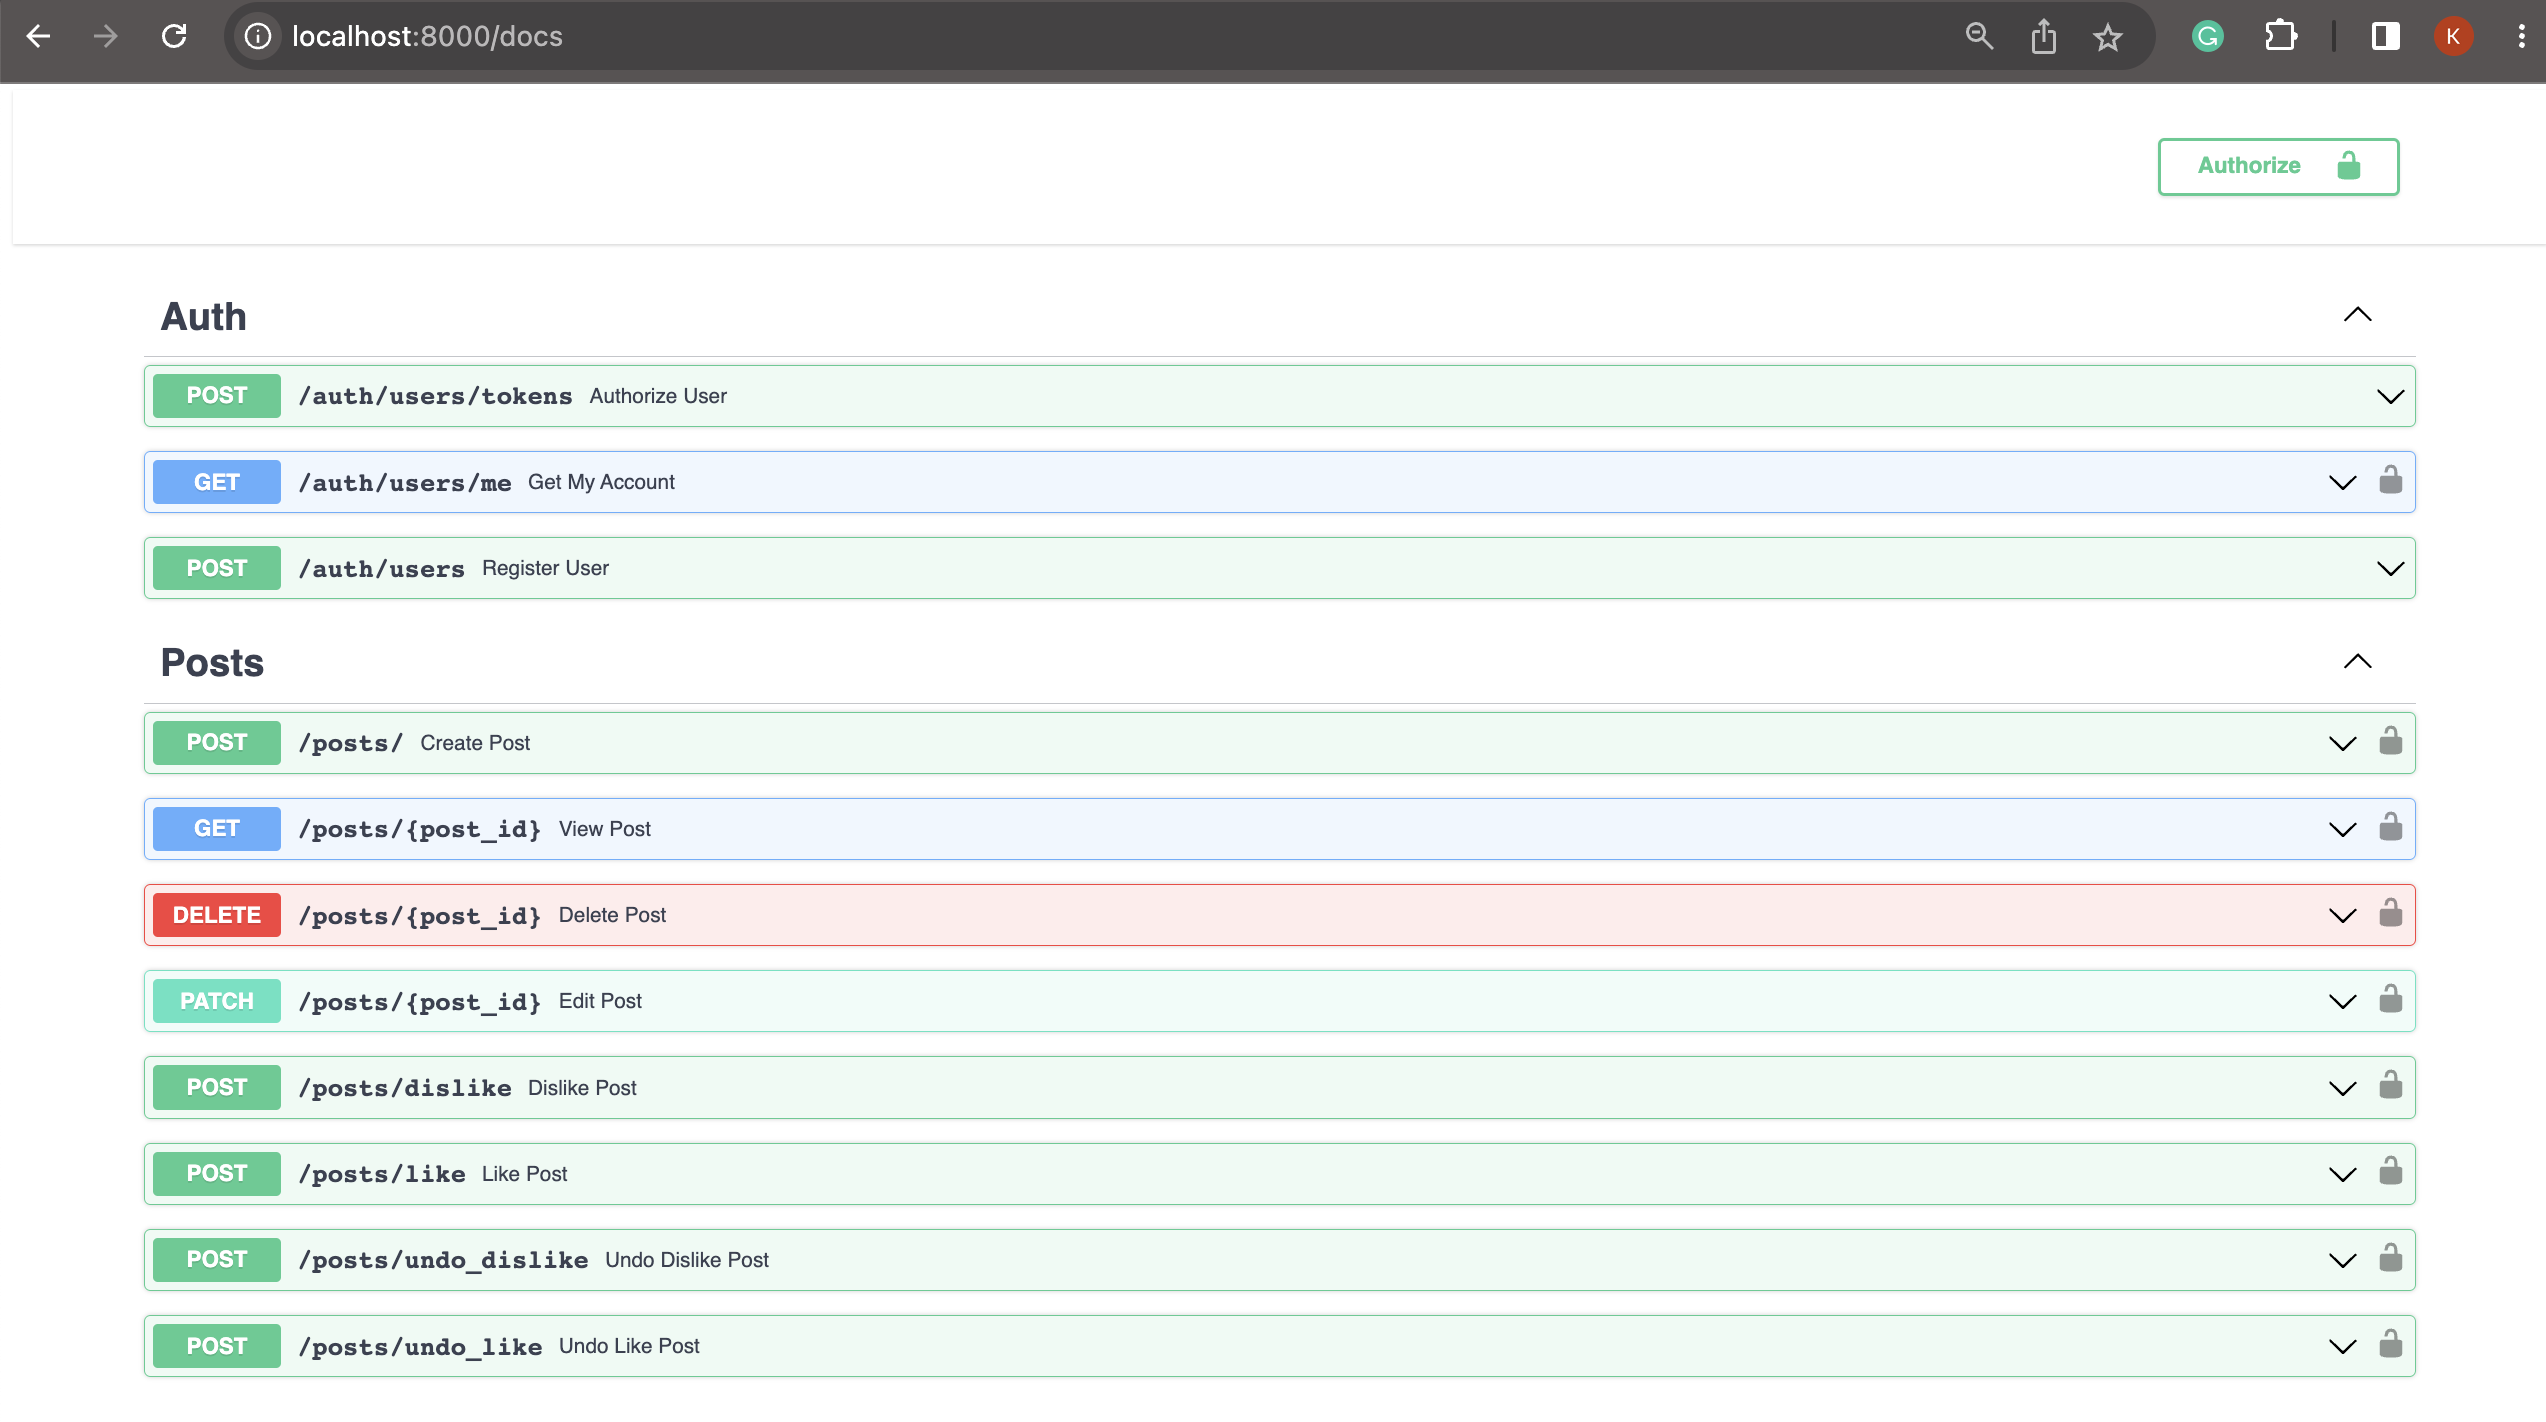 localhost:8000/docs
K
Authorize
Auth
POST /auth/users/tokens Authorize User
GET /auth/users/me Get My Account
POST /auth/users Register User
Posts
POST /posts/ Create Post
GET /posts/{post_id} View Post
DELETE /posts/{post_id} Delete Post
PATCH /posts/{post_id} Edit Post
POST /posts/dislike Dislike Post
POST /posts/like Like Post
POST /posts/undo_dislike Undo Dislike Post
POST /posts/undo_like Undo Like Post